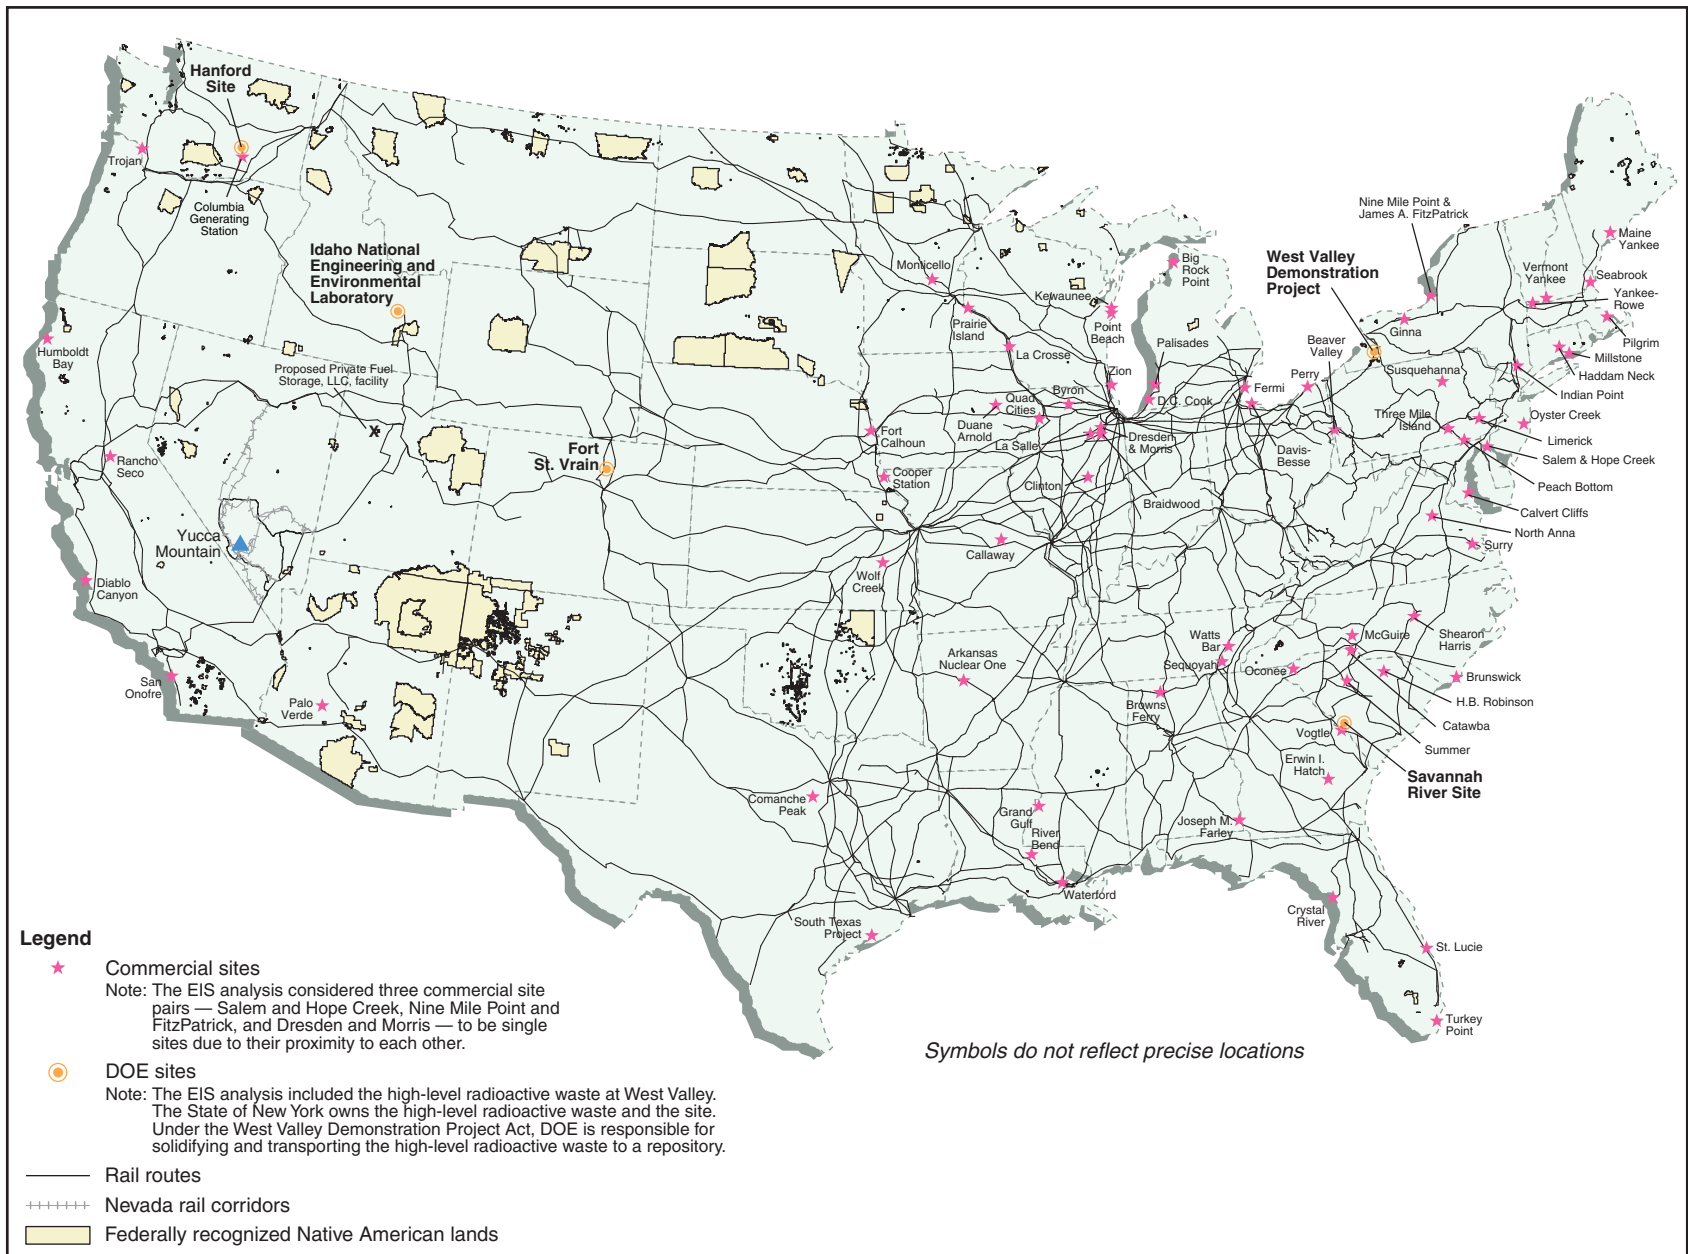 Hanford
Site
Trojan
Columbia
Generating
Station
Idaho National
Engineering and
Environmental
Laboratory
Humboldt
Bay
Proposed Private Fuel
Storage, LLC, facility
X
Rancho
Seco
Fort
St. Vrain
Yucca
Mountain
Diablo
Canyon
San
Onofre
Palo
Verde
Monticello
Prairie
Island
Kewaunee
Point
Beach
Big
Rock
Point
La Crosse
Palisades
Zion
Byron
Quad
Cities
Duane
Arnold
D.C. Cook
Fermi
Perry
Beaver
Valley
Fort
Calhoun
La Salle
Dresden
& Morris
Davis-
Besse
Cooper
Station
Clinton
Braidwood
Callaway
Wolf
Creek
Nine Mile Point &
James A. FitzPatrick
West Valley
Demonstration
Project
Maine
Yankee
Vermont
Yankee
Seabrook
Yankee-
Rowe
Ginna
Pilgrim
Millstone
Susquehanna
Haddam Neck
Indian Point
Three Mile
Island
Oyster Creek
Limerick
Salem & Hope Creek
Peach Bottom
Calvert Cliffs
North Anna
Surry
Arkansas
Nuclear One
Watts
Bar
Sequoyah
McGuire
Shearon
Harris
Oconee
Brunswick
Browns
Ferry
H.B. Robinson
Catawba
Vogtle
Summer
Erwin I.
Hatch
Savannah
River Site
Comanche
Peak
Grand
Gulf
River
Bend
Joseph M.
Farley
Waterford
Crystal
River
South Texas
Project
St. Lucie
Turkey
Point
Symbols do not reflect precise locations
Legend
Commercial sites
Note: The EIS analysis considered three commercial site
pairs — Salem and Hope Creek, Nine Mile Point and
FitzPatrick, and Dresden and Morris — to be single
sites due to their proximity to each other.
DOE sites
Note: The EIS analysis included the high-level radioactive waste at West Valley.
The State of New York owns the high-level radioactive waste and the site.
Under the West Valley Demonstration Project Act, DOE is responsible for
solidifying and transporting the high-level radioactive waste to a repository.
Rail routes
Nevada rail corridors
Federally recognized Native American lands